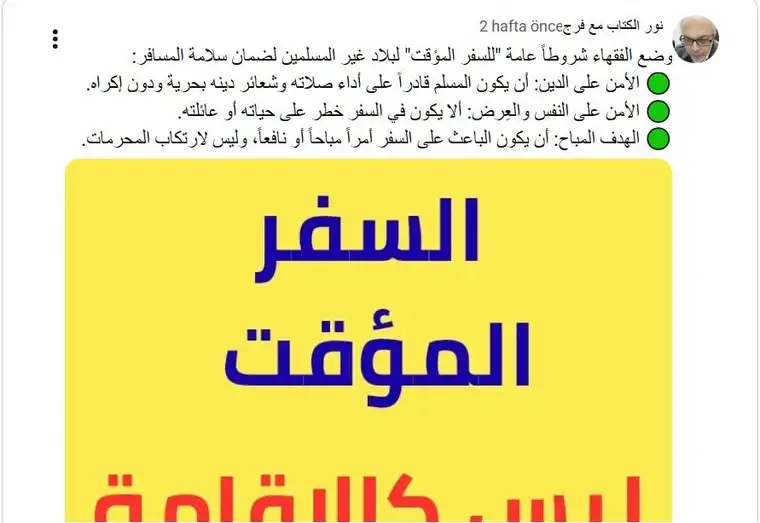 نور الكتاب مع فرج 2 hafta önce
وضع الفقهاء شروطاً عامة "للسفر المؤقت" لبلاد غير المسلمين لضمان سلامة المسافر:
الأمن على الدين: أن يكون المسلم قادراً على أداء صلاته وشعائر دينه بحرية ودون إكراه.
الأمن على النفس والعِرض: ألا يكون في السفر خطر على حياته أو عائلته.
الهدف المباح: أن يكون الباعث على السفر أمراً مباحاً أو نافعاً، وليس لارتكاب المحرمات.
السفر
المؤقت
ليس كالإقامة